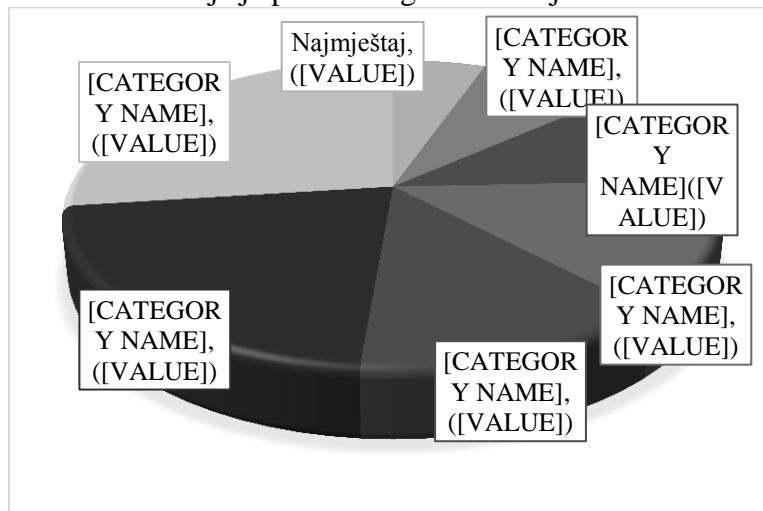 Najmještaj,
([VALUE])
[CATEGOR
Y NAME],
([VALUE])
[CATEGOR
Y NAME],
([VALUE])
[CATEGOR
Y
NAME]([V
ALUE])
[CATEGOR
Y NAME],
([VALUE])
[CATEGOR
Y NAME],
([VALUE])
[CATEGOR
Y NAME],
([VALUE])